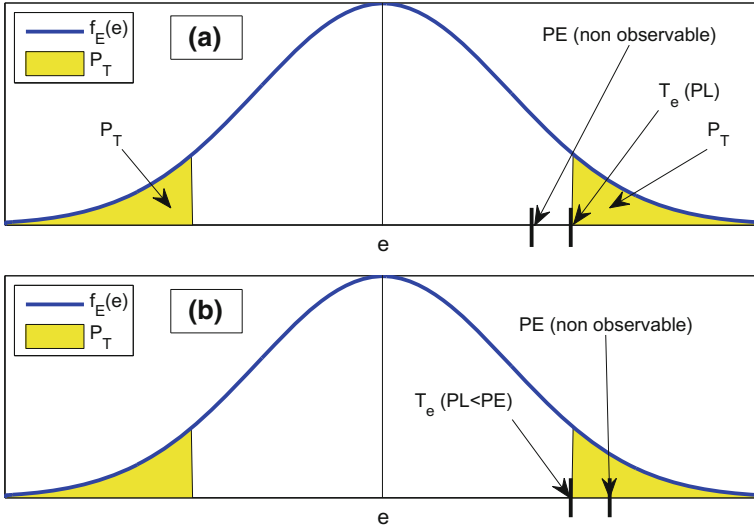 f_E(e)
P_T
(a)
PE (non observable)
T_e (PL)
P_T
P_T
e
f_E(e)
P_T
(b)
PE (non observable)
T_e (PL<PE)
e